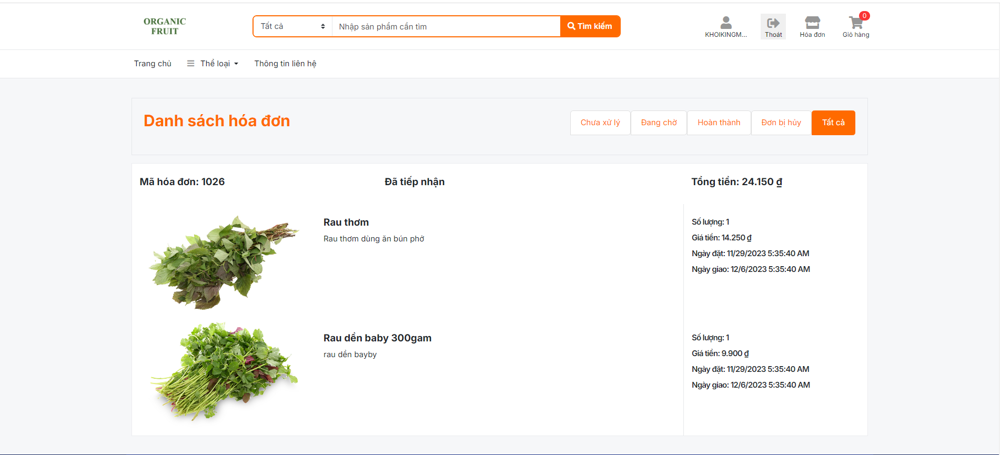 ORGANIC
FRUIT
Tất cả
Nhập sản phẩm cần tìm
Tìm kiếm
KHOIKINGM...
Thoát
Hóa đơn
0
Giỏ hàng
Trang chủ
Thể loại
Thông tin liên hệ
Danh sách hóa đơn
Chưa xử lý
Đang chờ
Hoàn thành
Đơn bị hủy
Tất cả
Mã hóa đơn: 1026
Đã tiếp nhận
Tổng tiền: 24.150 ₫
Rau thơm
Rau thơm dùng ăn bún phở
Số lượng: 1
Giá tiền: 14.250 ₫
Ngày đặt: 11/29/2023 5:35:40 AM
Ngày giao: 12/6/2023 5:35:40 AM
Rau dền baby 300gam
rau dền bayby
Số lượng: 1
Giá tiền: 9.900 ₫
Ngày đặt: 11/29/2023 5:35:40 AM
Ngày giao: 12/6/2023 5:35:40 AM